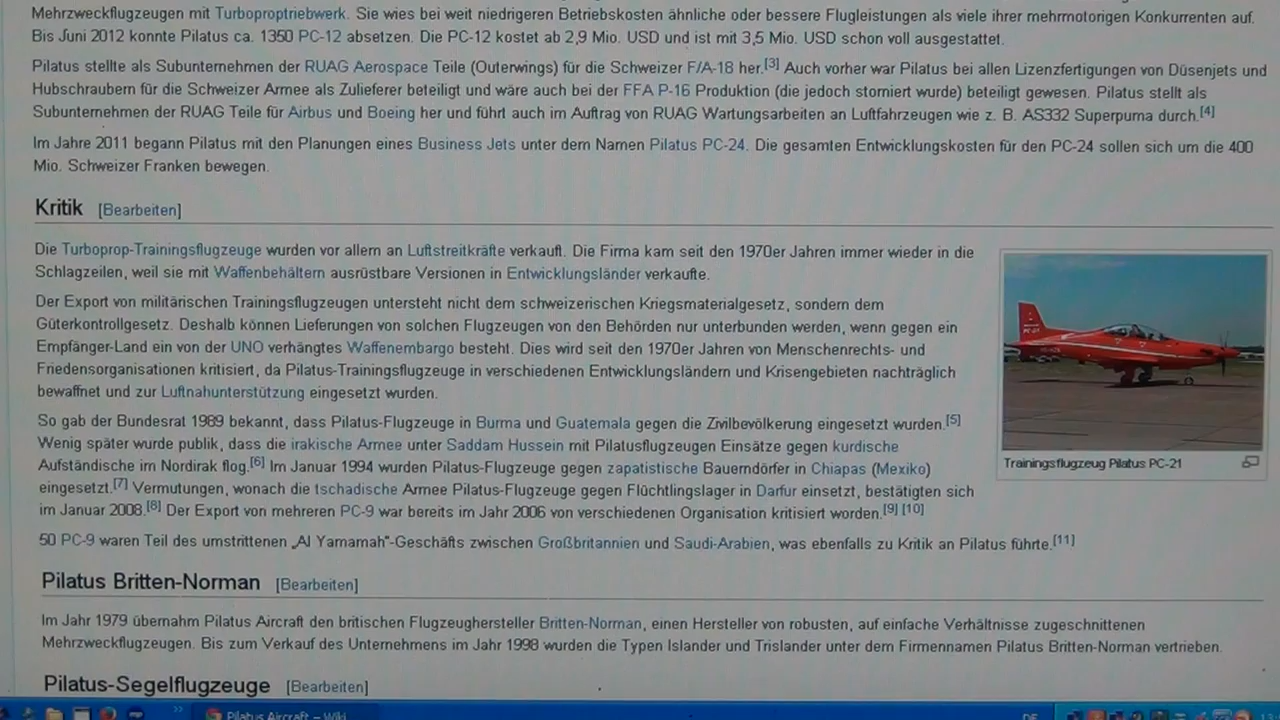 Mehrzweckflugzeugen mit Turboproptriebwerk. Sie wies bei weit niedrigeren Betriebskosten ähnliche oder bessere Flugleistungen als viele ihrer mehrmotorigen Konkurrenten auf.
Bis Juni 2012 konnte Pilatus ca. 1350 PC-12 absetzen. Die PC-12 kostet ab 2,9 Mio. USD und ist mit 3,5 Mio. USD schon voll ausgestattet.
Pilatus stellte als Subunternehmen der RUAG Aerospace Teile (Outerwings) für die Schweizer F/A-18 her.[3] Auch vorher war Pilatus bei allen Lizenzfertigungen von Düsenjets und
Hubschraubern für die Schweizer Armee als Zulieferer beteiligt und wäre auch bei der FFA P-16 Produktion (die jedoch storniert wurde) beteiligt gewesen. Pilatus stellt als
Subunternehmen der RUAG Teile für Airbus und Boeing her und führt auch im Auftrag von RUAG Wartungsarbeiten an Luftfahrzeugen wie z. B. AS332 Superpuma durch.[4]
Im Jahre 2011 begann Pilatus mit den Planungen eines Business Jets unter dem Namen Pilatus PC-24. Die gesamten Entwicklungskosten für den PC-24 sollen sich um die 400
Mio. Schweizer Franken bewegen.
Kritik [Bearbeiten]
Die Turboprop-Trainingsflugzeuge wurden vor allem an Luftstreitkräfte verkauft. Die Firma kam seit den 1970er Jahren immer wieder in die
Schlagzeilen, weil sie mit Waffenbehältern ausrüstbare Versionen in Entwicklungsländer verkaufte.
Der Export von militärischen Trainingsflugzeugen untersteht nicht dem schweizerischen Kriegsmaterialgesetz, sondern dem
Güterkontrollgesetz. Deshalb können Lieferungen von solchen Flugzeugen von den Behörden nur unterbunden werden, wenn gegen ein
Empfänger-Land ein von der UNO verhängtes Waffenembargo besteht. Dies wird seit den 1970er Jahren von Menschenrechts- und
Friedensorganisationen kritisiert, da Pilatus-Trainingsflugzeuge in verschiedenen Entwicklungsländern und Krisengebieten nachträglich
bewaffnet und zur Luftnahunterstützung eingesetzt wurden.
So gab der Bundesrat 1989 bekannt, dass Pilatus-Flugzeuge in Burma und Guatemala gegen die Zivilbevölkerung eingesetzt wurden.[5]
Wenig später wurde publik, dass die irakische Armee unter Saddam Hussein mit Pilatusflugzeugen Einsätze gegen kurdische
Aufständische im Nordirak flog.[6] Im Januar 1994 wurden Pilatus-Flugzeuge gegen zapatistische Bauerndörfer in Chiapas (Mexiko)
eingesetzt.[7] Vermutungen, wonach die tschadische Armee Pilatus-Flugzeuge gegen Flüchtlingslager in Darfur einsetzt, bestätigten sich
im Januar 2008.[8] Der Export von mehreren PC-9 war bereits im Jahr 2006 von verschiedenen Organisation kritisiert worden.[9] [10]
50 PC-9 waren Teil des umstrittenen „Al Yamamah“-Geschäfts zwischen Großbritannien und Saudi-Arabien, was ebenfalls zu Kritik an Pilatus führte.[11]
Trainingsflugzeug Pilatus PC-21
Pilatus Britten-Norman [Bearbeiten]
Im Jahr 1979 übernahm Pilatus Aircraft den britischen Flugzeughersteller Britten-Norman, einen Hersteller von robusten, auf einfache Verhältnisse zugeschnittenen
Mehrzweckflugzeugen. Bis zum Verkauf des Unternehmens im Jahr 1998 wurden die Typen Islander und Trislander unter dem Firmennamen Pilatus Britten-Norman vertrieben.
Pilatus-Segelflugzeuge [Bearbeiten]
Pilatus Aircraft – Wiki
DE